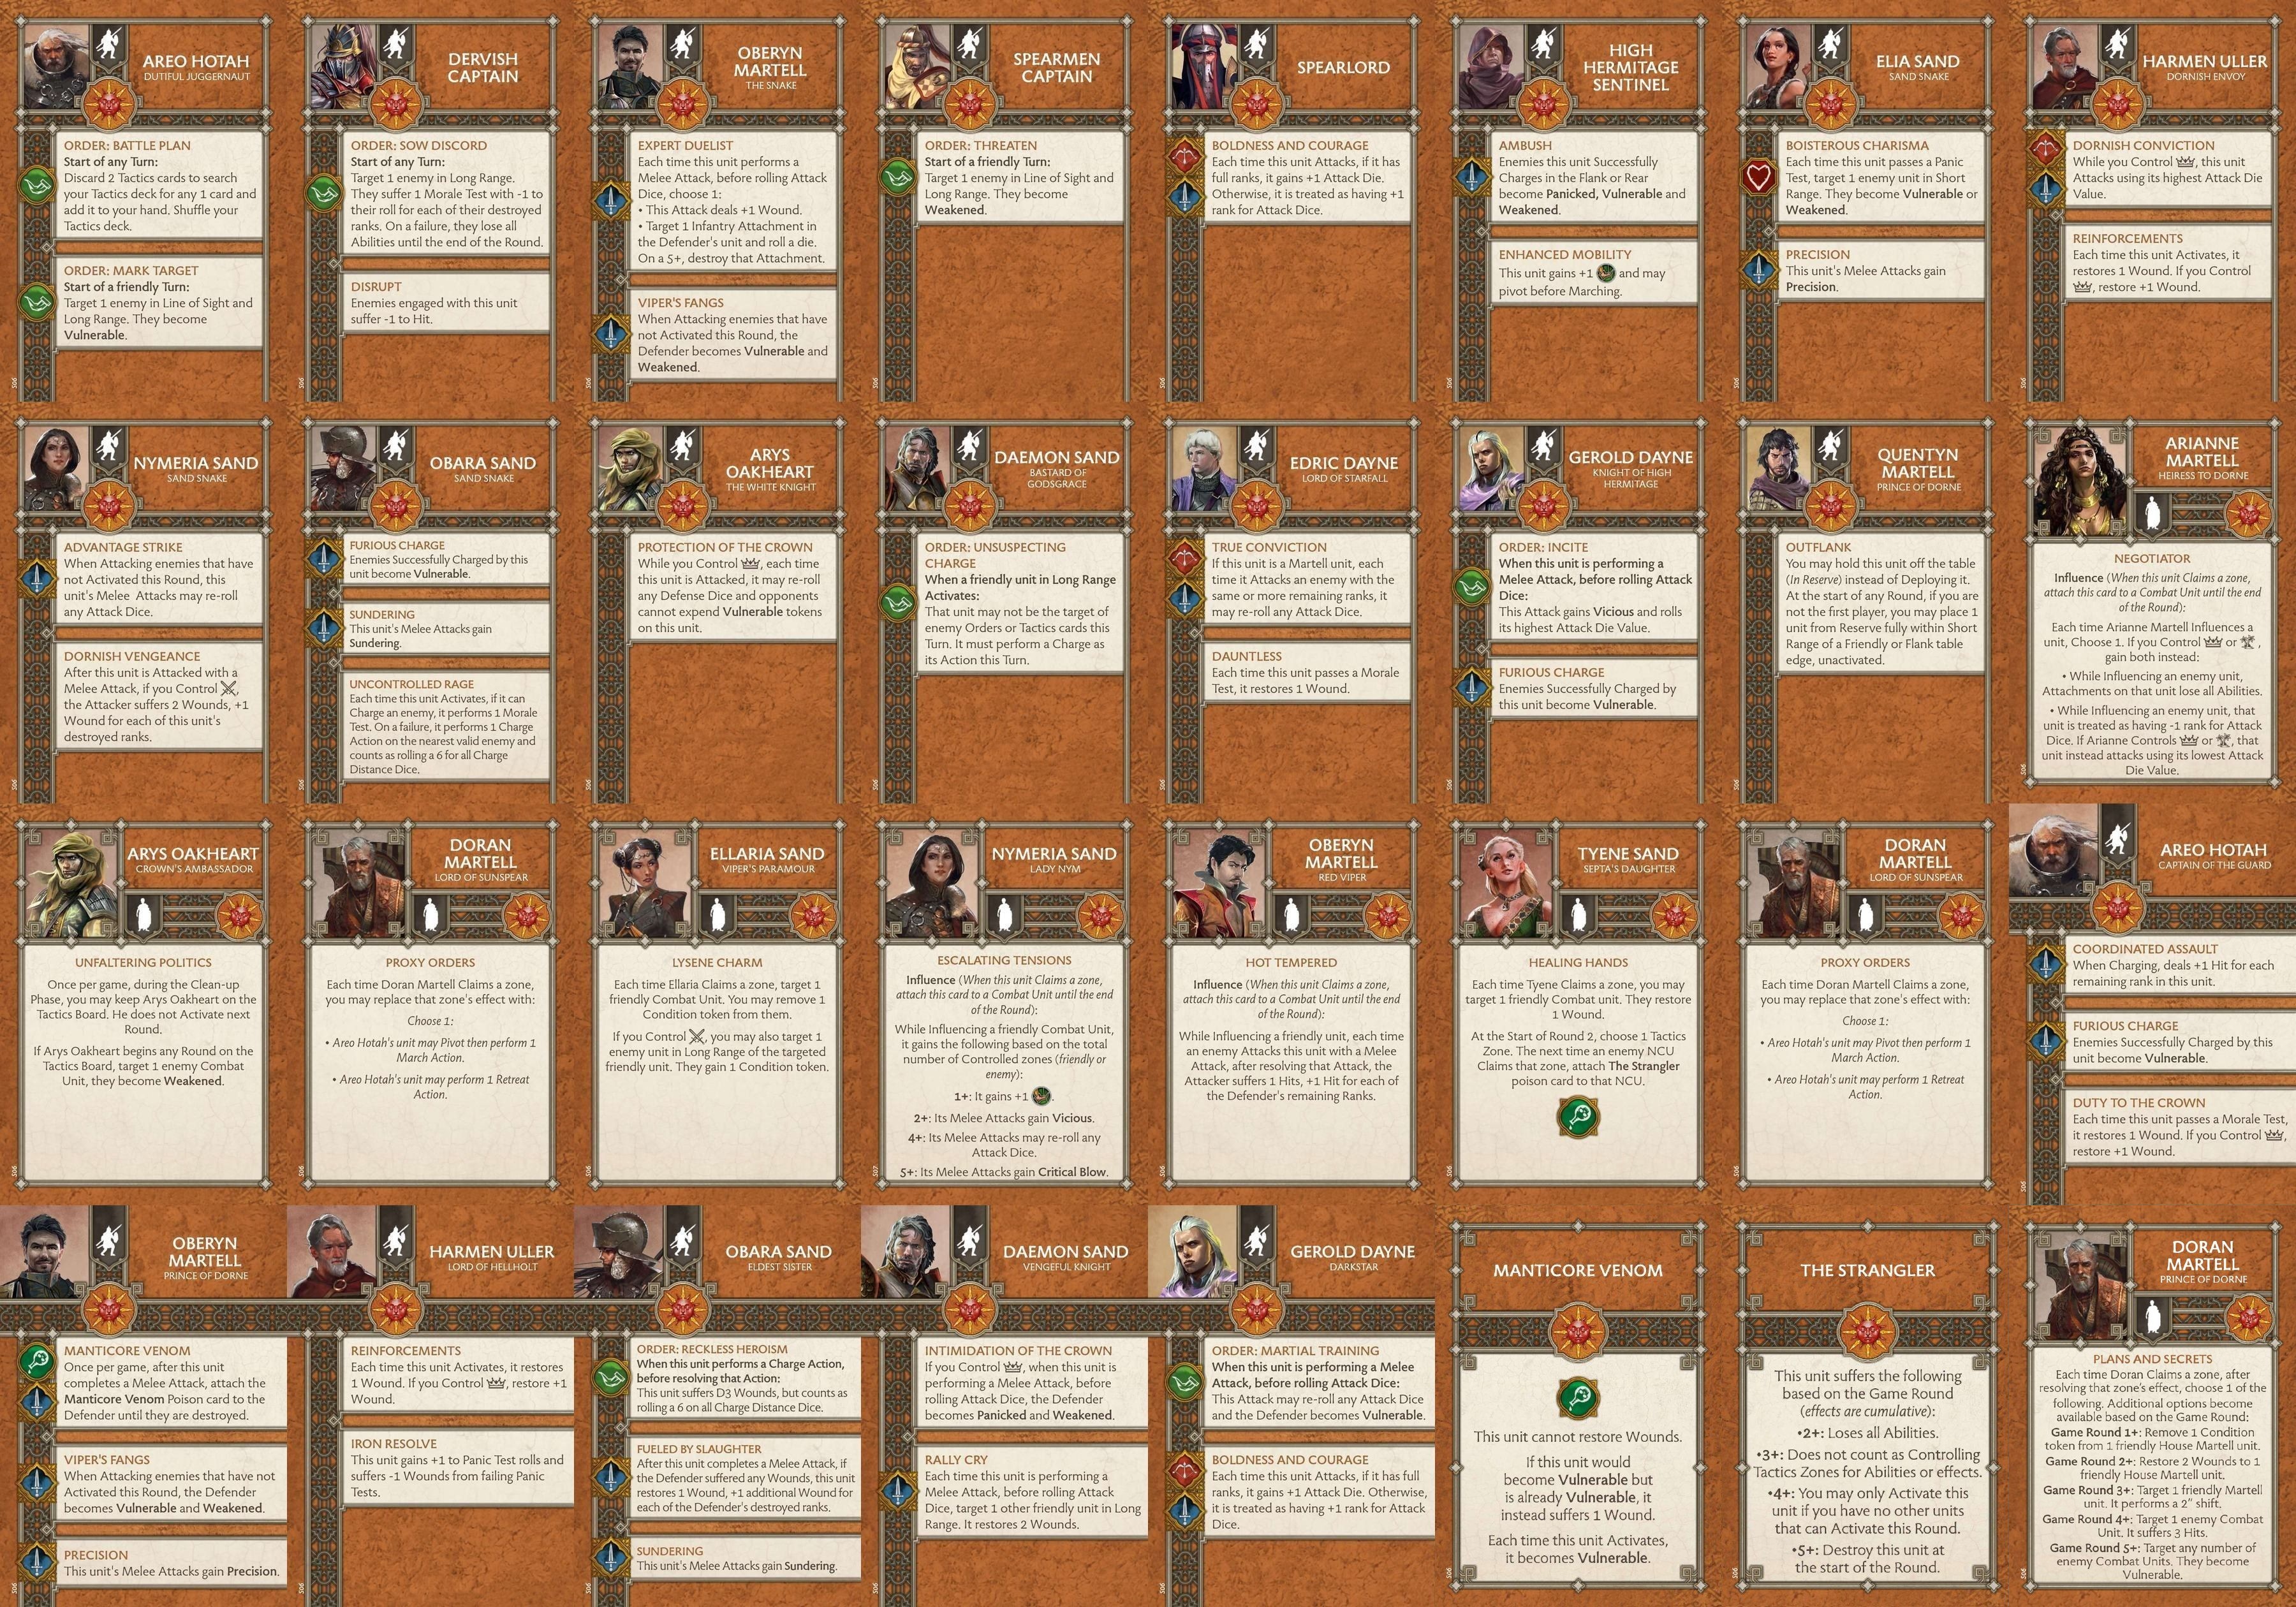 AREO HOTAH
DUTIFUL JUGGERNAUT
ORDER: BATTLE PLAN
Start of any Turn:
Discard 2 Tactics cards to search
your Tactics deck for any 1 card and
add it to your hand. Shuffle your
Tactics deck.
ORDER: MARK TARGET
Start of a friendly Turn:
Target 1 enemy in Line of Sight and
Long Range. They become
Vulnerable.
S06
DERVISH
CAPTAIN
ORDER: SOW DISCORD
Start of any Turn:
Target 1 enemy in Long Range.
They suffer 1 Morale Test with -1 to
their roll for each of their destroyed
ranks. On a failure, they lose all
Abilities until the end of the Round.
DISRUPT
Enemies engaged with this unit
suffer -1 to Hit.
S06
OBERYN
MARTELL
THE SNAKE
EXPERT DUELIST
Each time this unit performs a
Melee Attack, before rolling Attack
Dice, choose 1:
• This Attack deals +1 Wound.
• Target 1 Infantry Attachment in
the Defender's unit and roll a die.
On a 5+, destroy that Attachment.
VIPER'S FANGS
When Attacking enemies that have
not Activated this Round, the
Defender becomes Vulnerable and
Weakened.
S06
SPEARMEN
CAPTAIN
ORDER: THREATEN
Start of a friendly Turn:
Target 1 enemy in Line of Sight and
Long Range. They become
Weakened.
S06
SPEARLORD
BOLDNESS AND COURAGE
Each time this unit Attacks, if it has
full ranks, it gains +1 Attack Die.
Otherwise, it is treated as having +1
rank for Attack Dice.
S06
HIGH
HERMITAGE
SENTINEL
AMBUSH
Enemies this unit Successfully
Charges in the Flank or Rear
become Panicked, Vulnerable and
Weakened.
ENHANCED MOBILITY
This unit gains +1 and may
pivot before Marching.
S06
ELIA SAND
SAND SNAKE
BOISTEROUS CHARISMA
Each time this unit passes a Panic
Test, target 1 enemy unit in Short
Range. They become Vulnerable or
Weakened.
PRECISION
This unit's Melee Attacks gain
Precision.
S06
HARMEN ULLER
DORNISH ENVOY
DORNISH CONVICTION
While you Control , this unit
Attacks using its highest Attack Die
Value.
REINFORCEMENTS
Each time this unit Activates, it
restores 1 Wound. If you Control
, restore +1 Wound.
S06
NYMERIA SAND
SAND SNAKE
ADVANTAGE STRIKE
When Attacking enemies that have
not Activated this Round, this
unit's Melee Attacks may re-roll
any Attack Dice.
DORNISH VENGEANCE
After this unit is Attacked with a
Melee Attack, if you Control ,
the Attacker suffers 2 Wounds, +1
Wound for each of this unit's
destroyed ranks.
S06
OBARA SAND
SAND SNAKE
FURIOUS CHARGE
Enemies Successfully Charged by this
unit become Vulnerable.
SUNDERING
This unit's Melee Attacks gain
Sundering.
UNCONTROLLED RAGE
Each time this unit Activates, if it can
Charge an enemy, it performs 1 Morale
Test. On a failure, it performs 1 Charge
Action on the nearest valid enemy and
counts as rolling a 6 for all Charge
Distance Dice.
S06
ARYS
OAKHEART
THE WHITE KNIGHT
PROTECTION OF THE CROWN
While you Control , each time
this unit is Attacked, it may re-roll
any Defense Dice and opponents
cannot expend Vulnerable tokens
on this unit.
S06
DAEMON SAND
BASTARD OF
GODSGRACE
ORDER: UNSUSPECTING
CHARGE
When a friendly unit in Long Range
Activates:
That unit may not be the target of
enemy Orders or Tactics cards this
Turn. It must perform a Charge as
its Action this Turn.
S06
EDRIC DAYNE
LORD OF STARFALL
TRUE CONVICTION
If this is a Martell unit, each
time it Attacks an enemy with the
same or more remaining ranks, it
may re-roll any Attack Dice.
DAUNTLESS
Each time this unit passes a Morale
Test, it restores 1 Wound.
S06
GEROLD DAYNE
KNIGHT OF HIGH
HERMITAGE
ORDER: INCITE
When this unit is performing a
Melee Attack, before rolling Attack
Dice:
This Attack gains Vicious and rolls
its highest Attack Die Value.
FURIOUS CHARGE
Enemies Successfully Charged by
this unit become Vulnerable.
S06
QUENTYN
MARTELL
PRINCE OF DORNE
OUTFLANK
You may hold this unit off the table
(In Reserve) instead of Deploying it.
At the start of any Round, if you are
not the first player, you may place 1
unit from Reserve fully within Short
Range of a Friendly or Flank table
edge, unactivated.
S06
ARIANNE
MARTELL
HEIRESS TO DORNE
NEGOTIATOR
Influence (When this unit Claims a zone,
attach this card to a Combat Unit until the end
of the Round):
Each time Arianne Martell Influences a
unit, Choose 1. If you Control or ,
gain both instead:
• While Influencing an enemy unit,
Attachments on that unit lose all Abilities.
• While Influencing an enemy unit, that
unit is treated as having -1 rank for Attack
Dice. If Arianne Controls or , that
unit instead attacks using its lowest Attack
Die Value.
S06
ARYS OAKHEART
CROWN'S AMBASSADOR
UNFALTERING POLITICS
Once per game, during the Clean-up
Phase, you may keep Arys Oakheart on the
Tactics Board. He does not Activate next
Round.
If Arys Oakheart begins any Round on the
Tactics Board, target 1 enemy Combat
Unit, they become Weakened.
S06
DORAN
MARTELL
LORD OF SUNSPEAR
PROXY ORDERS
Each time Doran Martell Claims a zone,
you may replace that zone's effect with:
Choose 1:
• Areo Hotah's unit may Pivot then perform 1
March Action.
• Areo Hotah's unit may perform 1 Retreat
Action.
S06
ELLARIA SAND
VIPER'S PARAMOUR
LYSENE CHARM
Each time Ellaria Claims a zone, target 1
friendly Combat Unit. You may remove 1
Condition token from them.
If you Control , you may also target 1
enemy unit in Long Range of the targeted
friendly unit. They gain 1 Condition token.
S06
NYMERIA SAND
LADY NYM
ESCALATING TENSIONS
Influence (When this unit Claims a zone,
attach this card to a Combat Unit until the end
of the Round):
While Influencing a friendly Combat Unit,
it gains the following based on the total
number of Controlled zones (friendly or
enemy):
1+: It gains +1 .
2+: Its Melee Attacks gain Vicious.
4+: Its Melee Attacks may re-roll any
Attack Dice.
5+: Its Melee Attacks gain Critical Blow.
S07
OBERYN
MARTELL
RED VIPER
HOT TEMPERED
Influence (When this unit Claims a zone,
attach this card to a Combat Unit until the end
of the Round):
While Influencing a friendly unit, each time
an enemy Attacks this unit with a Melee
Attack, after resolving that Attack, the
Attacker suffers 1 Hits, +1 Hit for each of
the Defender's remaining Ranks.
S06
TYENE SAND
SEPTA'S DAUGHTER
HEALING HANDS
Each time Tyene Claims a zone, you may
target 1 friendly Combat unit. They restore
1 Wound.
At the Start of Round 2, choose 1 Tactics
Zone. The next time an enemy NCU
Claims that zone, attach The Strangler
poison card to that NCU.
S06
DORAN
MARTELL
LORD OF SUNSPEAR
PROXY ORDERS
Each time Doran Martell Claims a zone,
you may replace that zone's effect with:
Choose 1:
• Areo Hotah's unit may Pivot then perform 1
March Action.
• Areo Hotah's unit may perform 1 Retreat
Action.
S06
AREO HOTAH
CAPTAIN OF THE GUARD
COORDINATED ASSAULT
When Charging, deals +1 Hit for each
remaining rank in this unit.
FURIOUS CHARGE
Enemies Successfully Charged by this
unit become Vulnerable.
DUTY TO THE CROWN
Each time this unit passes a Morale Test,
it restores 1 Wound. If you Control ,
restore +1 Wound.
S06
OBERYN
MARTELL
PRINCE OF DORNE
MANTICORE VENOM
Once per game, after this unit
completes a Melee Attack, attach the
Manticore Venom Poison card to the
Defender until they are destroyed.
VIPER'S FANGS
When Attacking enemies that have not
Activated this Round, the Defender
becomes Vulnerable and Weakened.
PRECISION
This unit's Melee Attacks gain Precision.
S06
HARMEN ULLER
LORD OF HELLHOLT
REINFORCEMENTS
Each time this unit Activates, it restores
1 Wound. If you Control , restore +1
Wound.
IRON RESOLVE
This unit gains +1 to Panic Test rolls and
suffers -1 Wounds from failing Panic
Tests.
S06
OBARA SAND
ELDEST SISTER
ORDER: RECKLESS HEROISM
When this unit performs a Charge Action,
before resolving that Action:
This unit suffers D3 Wounds, but counts as
rolling a 6 on all Charge Distance Dice.
FUELED BY SLAUGHTER
After this unit completes a Melee Attack, if
the Defender suffered any Wounds, this unit
restores 1 Wound, +1 additional Wound for
each of the Defender's destroyed ranks.
SUNDERING
This unit's Melee Attacks gain Sundering.
S06
DAEMON SAND
VENGEFUL KNIGHT
INTIMIDATION OF THE CROWN
If you Control , when this unit is
performing a Melee Attack, before
rolling Attack Dice, the Defender
becomes Panicked and Weakened.
RALLY CRY
Each time this unit is performing a
Melee Attack, before rolling Attack
Dice, target 1 other friendly unit in Long
Range. It restores 2 Wounds.
S06
GEROLD DAYNE
DARKSTAR
ORDER: MARTIAL TRAINING
When this unit is performing a Melee
Attack, before rolling Attack Dice:
This Attack may re-roll any Attack Dice
and the Defender becomes Vulnerable.
BOLDNESS AND COURAGE
Each time this unit Attacks, if it has full
ranks, it gains +1 Attack Die. Otherwise,
it is treated as having +1 rank for Attack
Dice.
S06
MANTICORE VENOM
This unit cannot restore Wounds.
If this unit would
become Vulnerable but
is already Vulnerable, it
instead suffers 1 Wound.
Each time this unit Activates,
it becomes Vulnerable.
S06
THE STRANGLER
This unit suffers the following
based on the Game Round
(effects are cumulative):
•2+: Loses all Abilities.
•3+: Does not count as Controlling
Tactics Zones for Abilities or effects.
•4+: You may only Activate this
unit if you have no other units
that can Activate this Round.
•5+: Destroy this unit at
the start of the Round.
S06
DORAN
MARTELL
PRINCE OF DORNE
PLANS AND SECRETS
Each time Doran Claims a zone, after
resolving that zone's effect, choose 1 of the
following. Additional options become
available based on the Game Round:
Game Round 1+: Remove 1 Condition
token from 1 friendly House Martell unit.
Game Round 2+: Restore 2 Wounds to 1
friendly House Martell unit.
Game Round 3+: Target 1 friendly Martell
unit. It performs a 2" shift.
Game Round 4+: Target 1 enemy Combat
Unit. It suffers 3 Hits.
Game Round 5+: Target any number of
enemy Combat Units. They become
Vulnerable.
S06